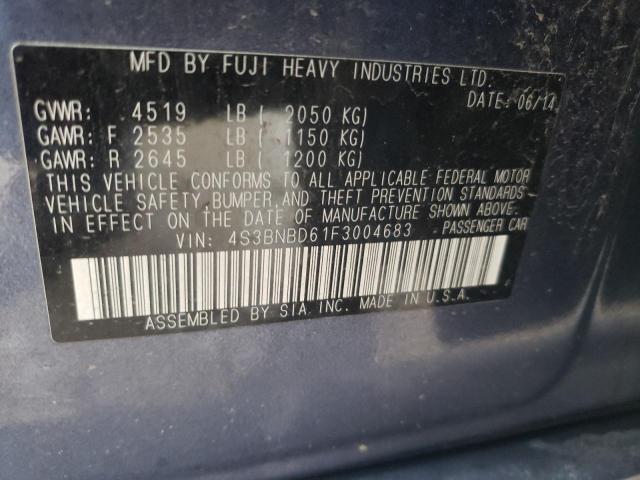 MFD BY FUJI HEAVY INDUSTRIES LTD.
DATE: 06/14
GVWR: 4519 LB ( 2050 KG)
GAWR: F 2535 LB ( 1150 KG)
GAWR: R 2645 LB ( 1200 KG)
THIS VEHICLE CONFORMS TO ALL APPLICABLE FEDERAL MOTOR
VEHICLE SAFETY, BUMPER, AND THEFT PREVENTION STANDARDS
IN EFFECT ON THE DATE OF MANUFACTURE SHOWN ABOVE.
VIN: 4S3BNBD61F3004683 PASSENGER CAR
ASSEMBLED BY SIA. INC. MADE IN U.S.A.